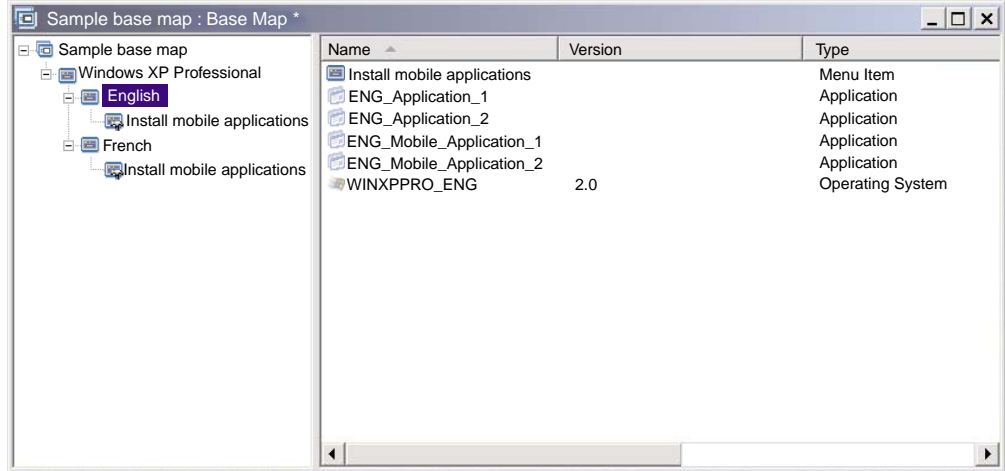 Sample base map : Base Map *
Sample base map
Windows XP Professional
English
Install mobile applications
French
Install mobile applications
Name Version Type
Install mobile applications Menu Item
ENG_Application_1 Application
ENG_Application_2 Application
ENG_Mobile_Application_1 Application
ENG_Mobile_Application_2 Application
WINXPPRO_ENG 2.0 Operating System